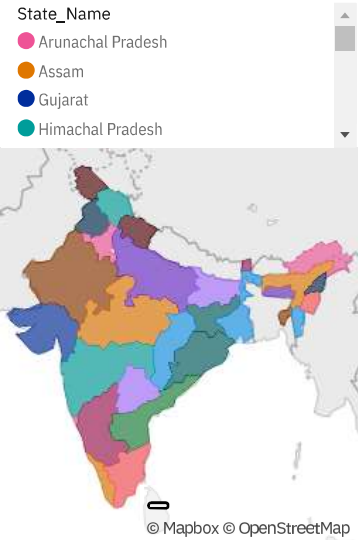 State_Name
Arunachal Pradesh
Assam
Gujarat
Himachal Pradesh
© Mapbox © OpenStreetMap